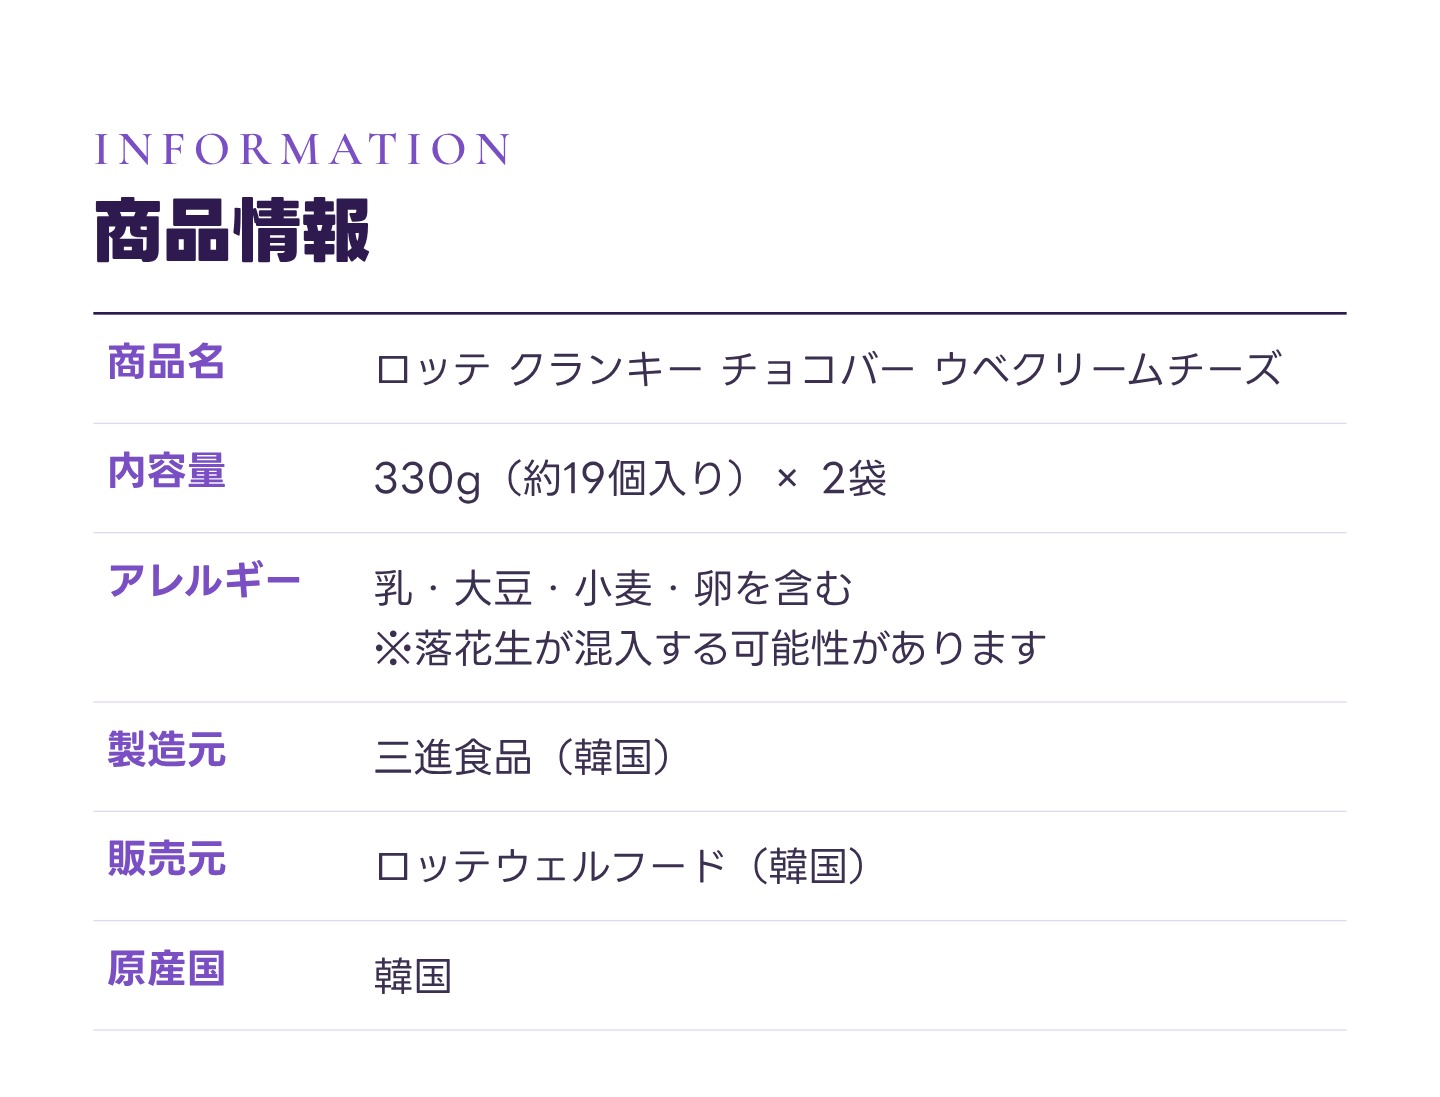 INFORMATION
商品情報
商品名
ロッテ クランキー チョコバー ウベクリームチーズ
内容量
330g（約19個入り） × 2袋
アレルギー
乳・大豆・小麦・卵を含む
※落花生が混入する可能性があります
製造元
三進食品（韓国）
販売元
ロッテウェルフード（韓国）
原産国
韓国